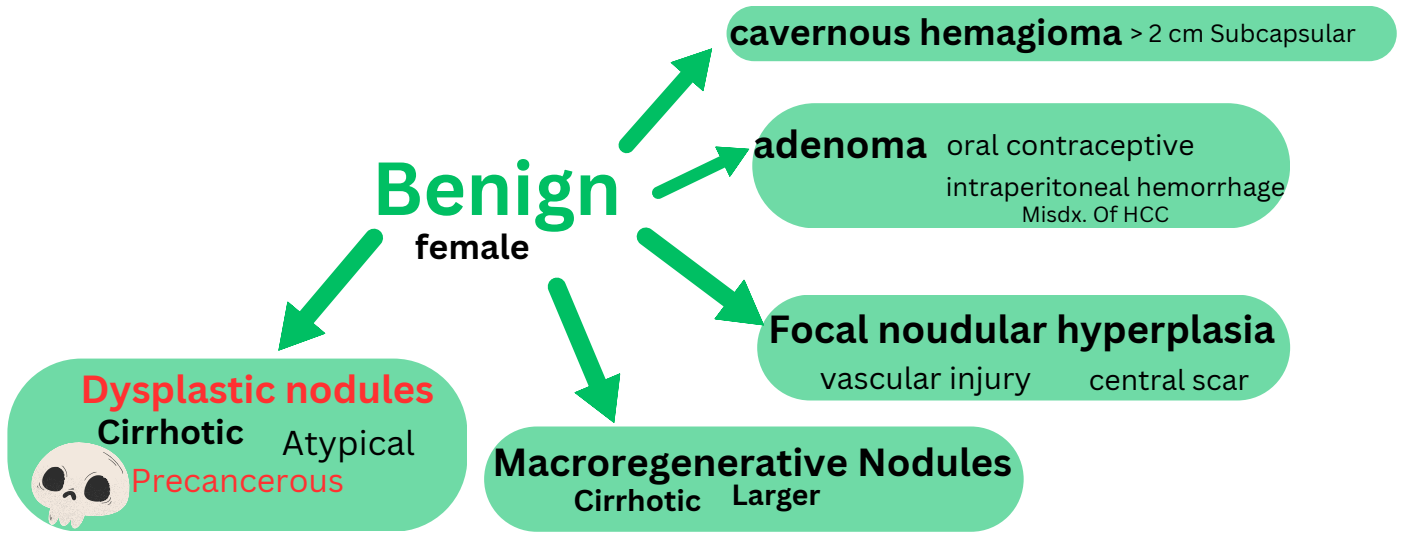 cavernous hemagioma > 2 cm Subcapsular
adenoma oral contraceptive
intraperitoneal hemorrhage
Misdx. Of HCC
Benign
female
Focal noudular hyperplasia
vascular injury central scar
Dysplastic nodules
Cirrhotic Atypical
Precancerous
Macroregenerative Nodules
Cirrhotic Larger